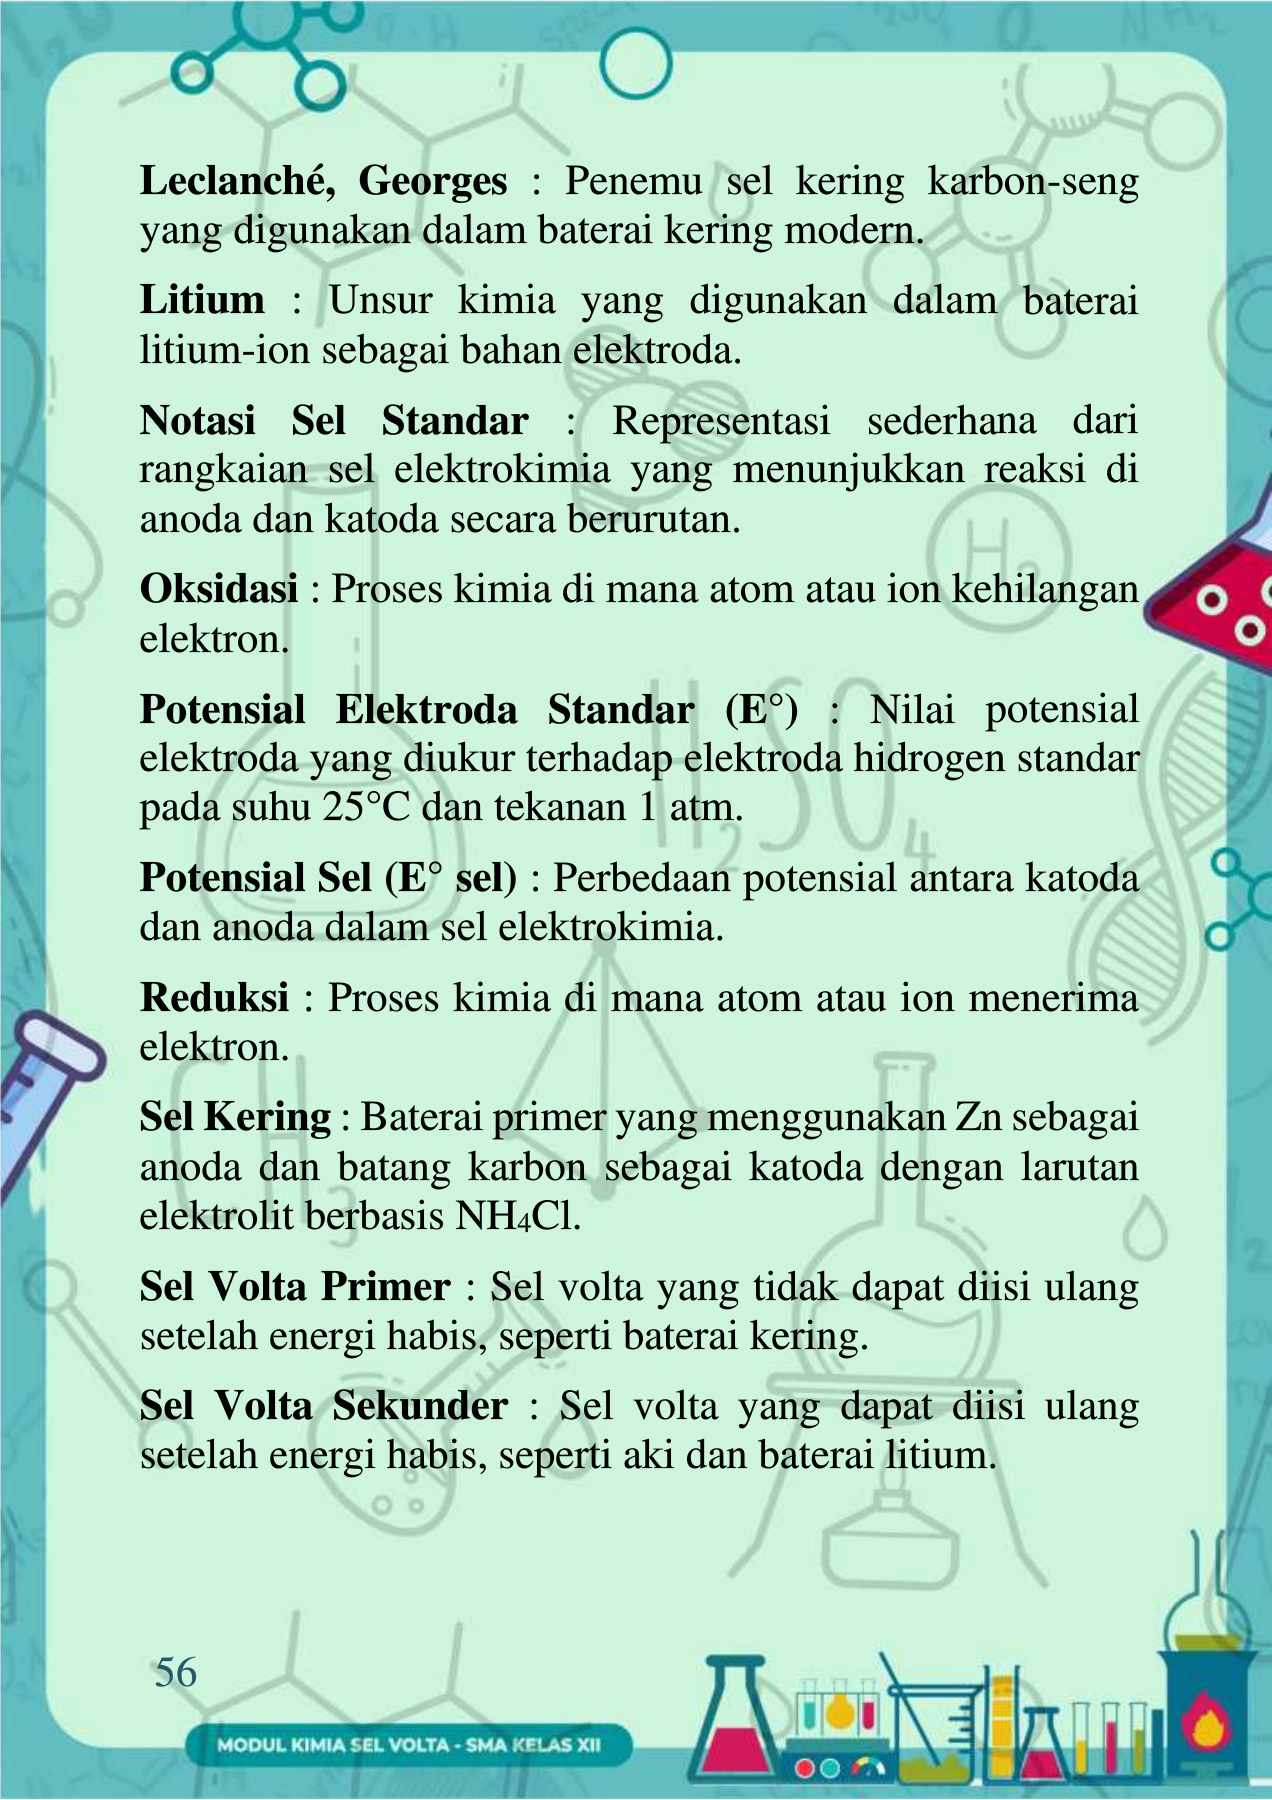 Leclanché, Georges : Penemu sel kering karbon-seng
yang digunakan dalam baterai kering modern.
Litium : Unsur kimia yang digunakan dalam baterai
litium-ion sebagai bahan elektroda.
Notasi Sel Standar : Representasi sederhana dari
rangkaian sel elektrokimia yang menunjukkan reaksi di
anoda dan katoda secara berurutan.
Oksidasi : Proses kimia di mana atom atau ion kehilangan
elektron.
Potensial Elektroda Standar (E°) : Nilai potensial
elektroda yang diukur terhadap elektroda hidrogen standar
pada suhu 25°C dan tekanan 1 atm.
Potensial Sel (E° sel) : Perbedaan potensial antara katoda
dan anoda dalam sel elektrokimia.
Reduksi : Proses kimia di mana atom atau ion menerima
elektron.
Sel Kering : Baterai primer yang menggunakan Zn sebagai
anoda dan batang karbon sebagai katoda dengan larutan
elektrolit berbasis NH₄Cl.
Sel Volta Primer : Sel volta yang tidak dapat diisi ulang
setelah energi habis, seperti baterai kering.
Sel Volta Sekunder : Sel volta yang dapat diisi ulang
setelah energi habis, seperti aki dan baterai litium.
H₂
H₂SO₄
CH₃
56
MODUL KIMIA SEL VOLTA - SMA KELAS XII